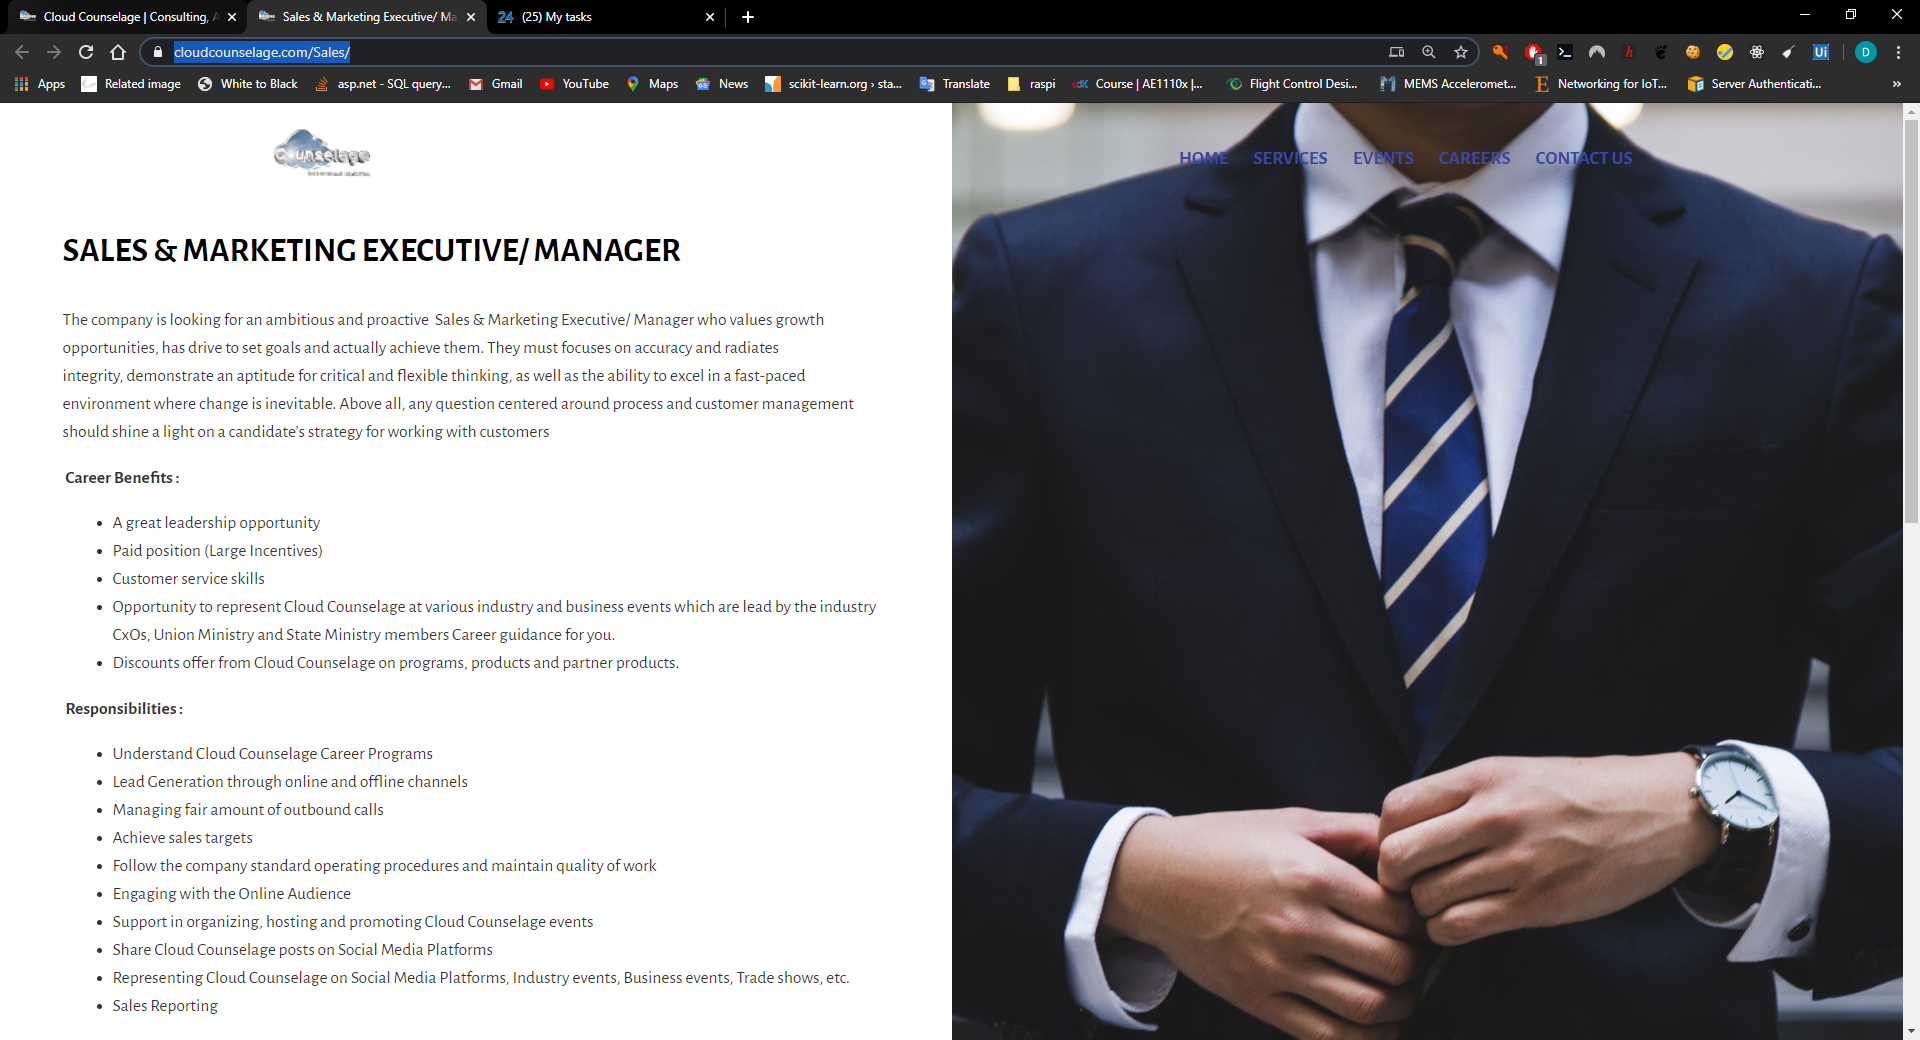 Cloud Counselage | Consulting, A
Sales & Marketing Executive/ Ma
24 (25) My tasks
cloudcounselage.com/Sales/
1
Ui
D
Apps
Related image
White to Black
asp.net - SQL query...
Gmail
YouTube
Maps
News
scikit-learn.org › sta...
Translate
raspi
Course | AE1110x |...
Flight Control Desi...
MEMS Acceleromet...
Networking for IoT...
Server Authenticati...
»
Counselage
HOME SERVICES EVENTS CAREERS CONTACT US
SALES & MARKETING EXECUTIVE/ MANAGER
The company is looking for an ambitious and proactive Sales & Marketing Executive/ Manager who values growth
opportunities, has drive to set goals and actually achieve them. They must focuses on accuracy and radiates
integrity, demonstrate an aptitude for critical and flexible thinking, as well as the ability to excel in a fast-paced
environment where change is inevitable. Above all, any question centered around process and customer management
should shine a light on a candidate’s strategy for working with customers
Career Benefits :
• A great leadership opportunity
• Paid position (Large Incentives)
• Customer service skills
• Opportunity to represent Cloud Counselage at various industry and business events which are lead by the industry
CxOs, Union Ministry and State Ministry members Career guidance for you.
• Discounts offer from Cloud Counselage on programs, products and partner products.
Responsibilities :
• Understand Cloud Counselage Career Programs
• Lead Generation through online and offline channels
• Managing fair amount of outbound calls
• Achieve sales targets
• Follow the company standard operating procedures and maintain quality of work
• Engaging with the Online Audience
• Support in organizing, hosting and promoting Cloud Counselage events
• Share Cloud Counselage posts on Social Media Platforms
• Representing Cloud Counselage on Social Media Platforms, Industry events, Business events, Trade shows, etc.
• Sales Reporting